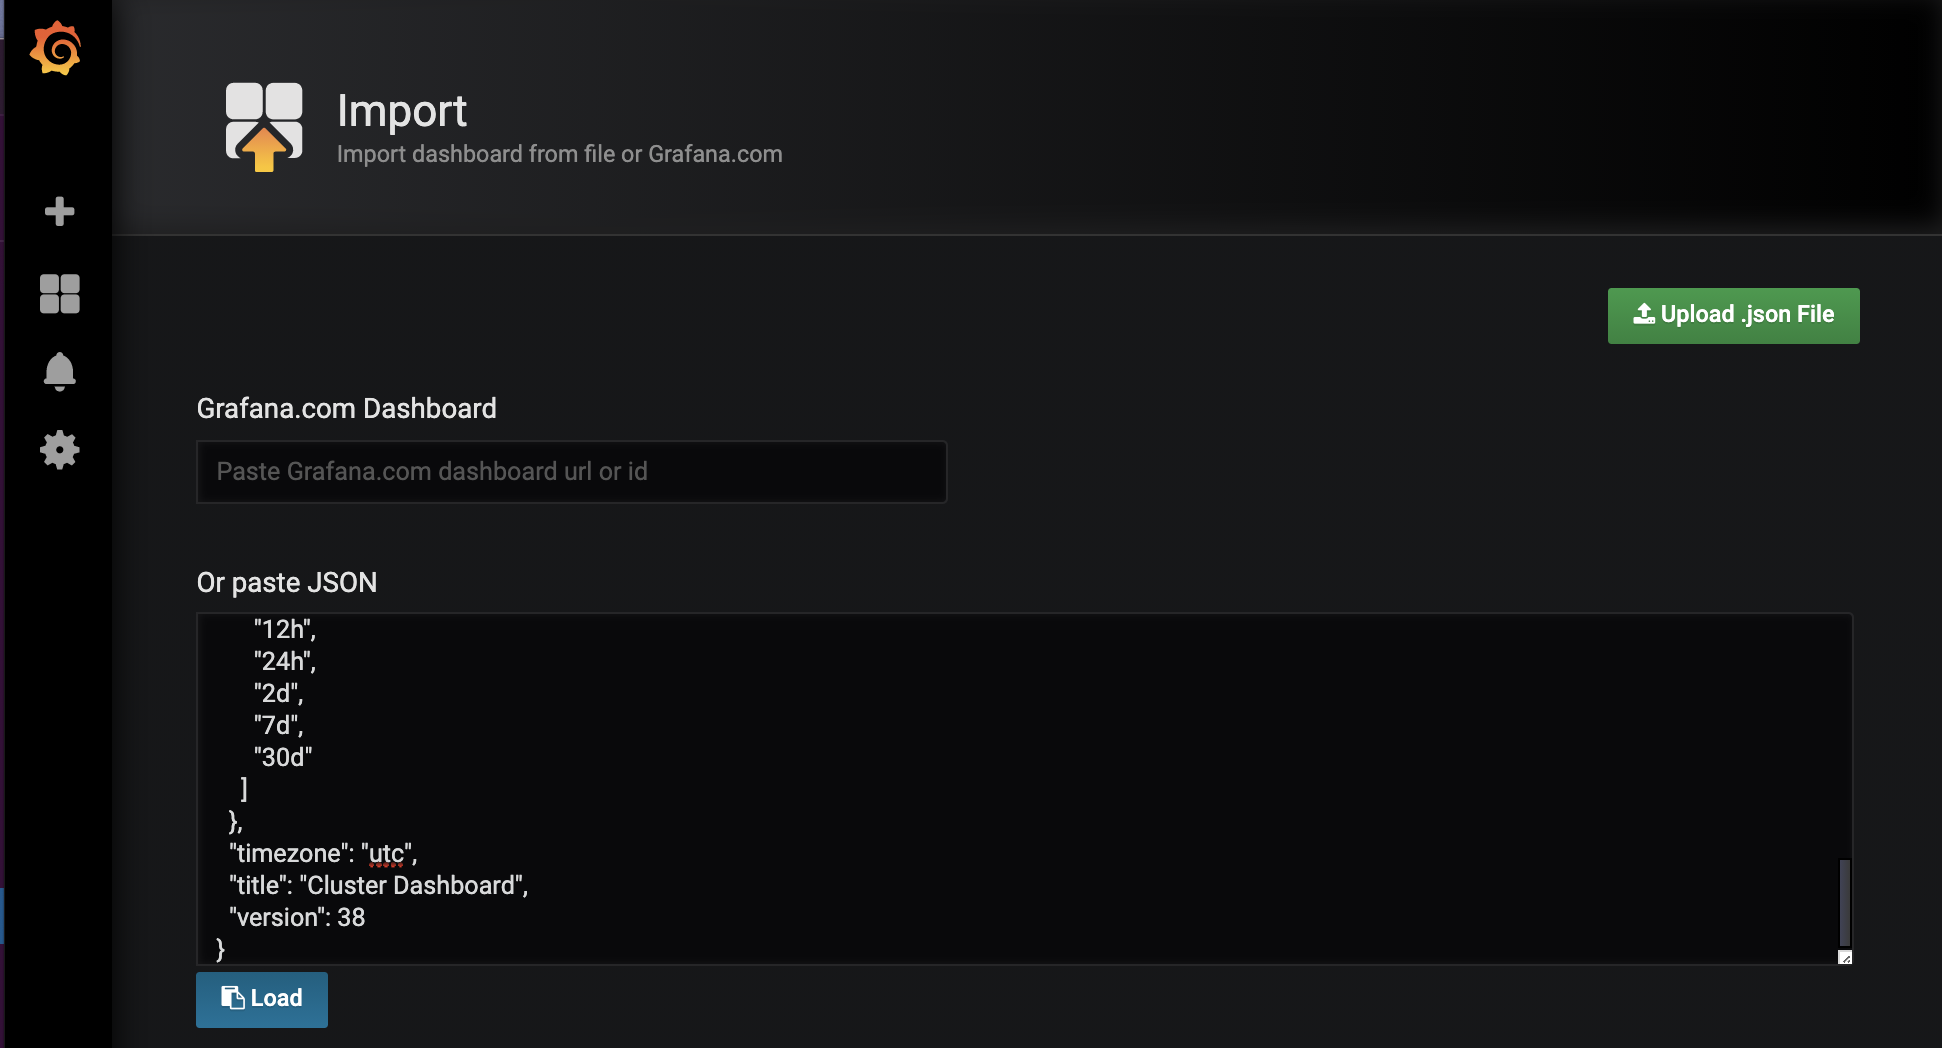 Import
Import dashboard from file or Grafana.com
Upload .json File
Grafana.com Dashboard
Paste Grafana.com dashboard url or id
Or paste JSON
"12h",
"24h",
"2d",
"7d",
"30d"
]
},
"timezone": "utc",
"title": "Cluster Dashboard",
"version": 38
}
Load